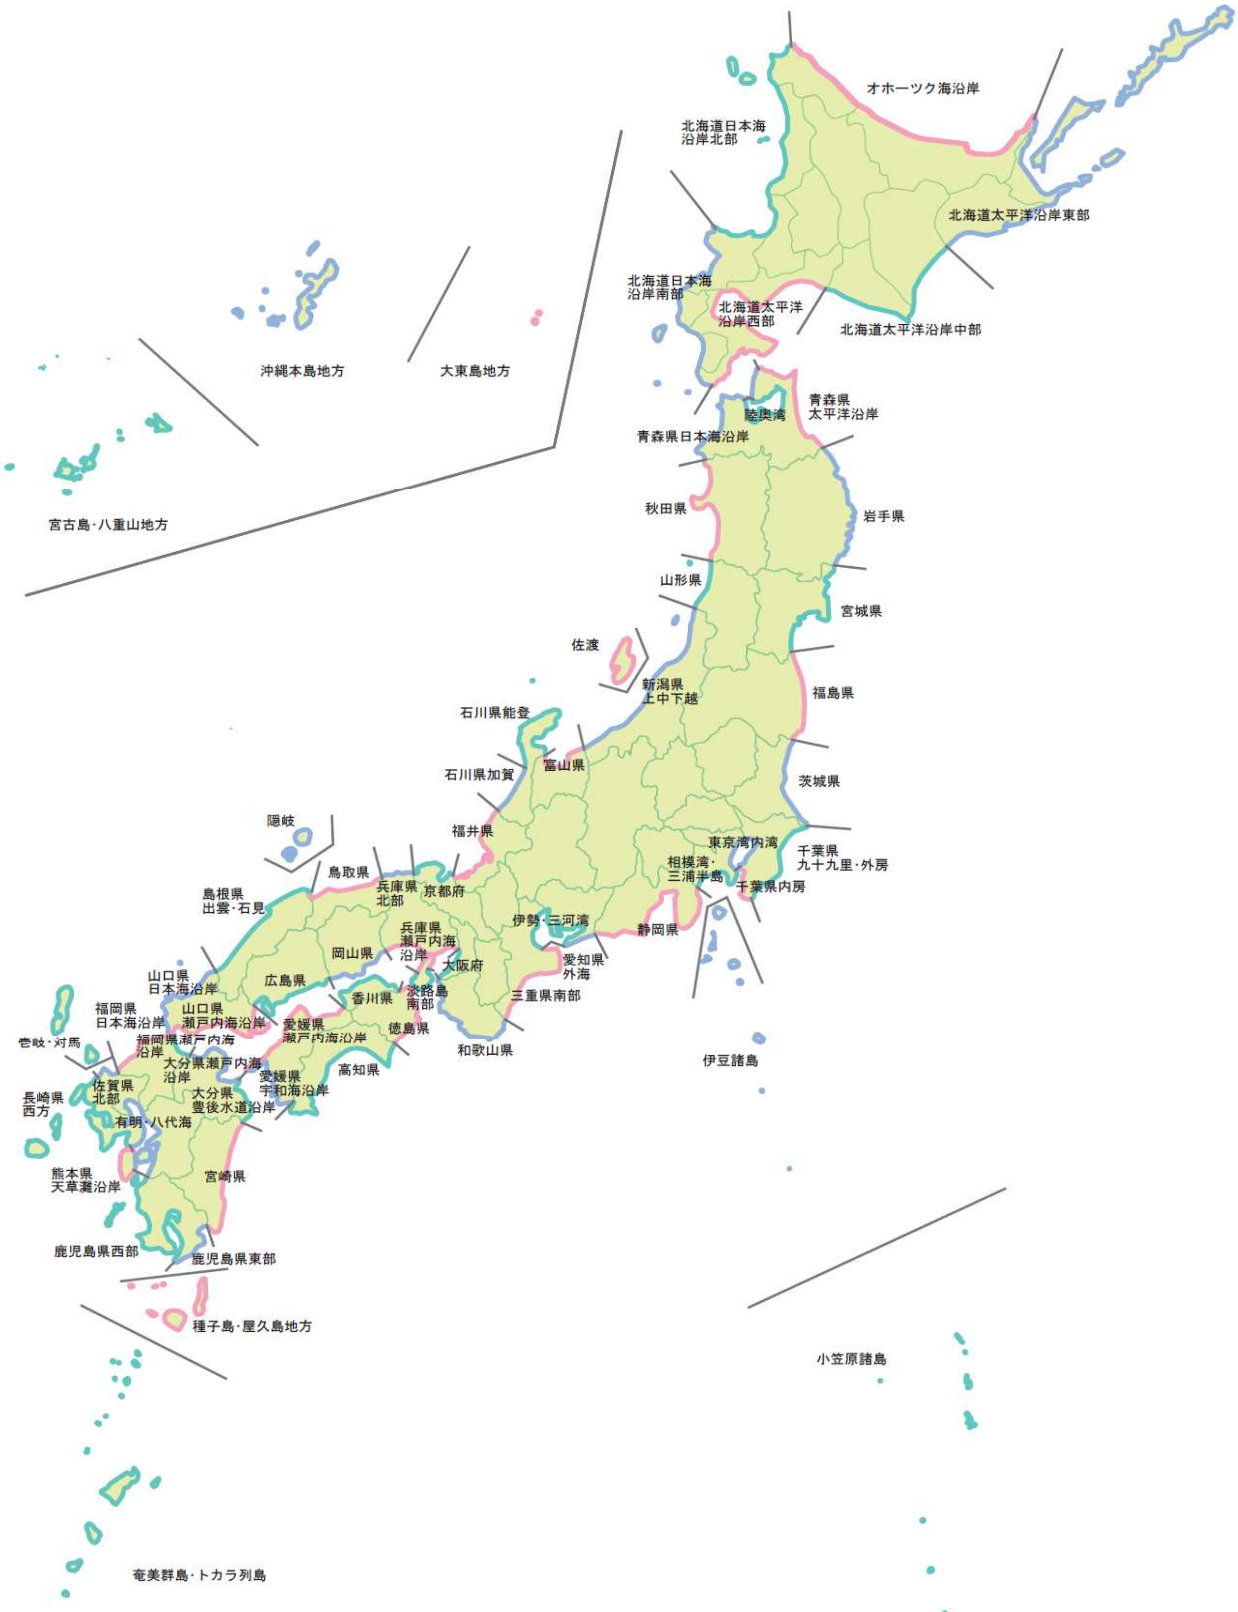 オホーツク海沿岸
北海道日本海
沿岸北部
北海道太平洋沿岸東部
北海道日本海
沿岸南部
北海道太平洋
沿岸西部
北海道太平洋沿岸中部
沖縄本島地方
大東島地方
青森県
太平洋沿岸
陸奥湾
青森県日本海沿岸
秋田県
岩手県
宮古島・八重山地方
山形県
宮城県
佐渡
新潟県
上中下越
福島県
石川県能登
富山県
石川県加賀
茨城県
隠岐
福井県
東京湾内湾
千葉県
九十九里・外房
相模湾・
三浦半島
千葉県内房
鳥取県
兵庫県
北部
京都府
島根県
出雲・石見
伊勢・三河湾
静岡県
兵庫県
瀬戸内海
沿岸
岡山県
大阪府
愛知県
外海
山口県
日本海沿岸
広島県
淡路島
南部
三重県南部
香川県
福岡県
日本海沿岸
山口県
瀬戸内海沿岸
愛媛県
瀬戸内海沿岸
徳島県
壱岐・対馬
福岡県瀬戸内海
沿岸
和歌山県
伊豆諸島
大分県瀬戸内海
沿岸
高知県
愛媛県
宇和海沿岸
佐賀県
北部
長崎県
西方
大分県
豊後水道沿岸
有明・八代海
熊本県
天草灘沿岸
宮崎県
鹿児島県西部
鹿児島県東部
種子島・屋久島地方
小笠原諸島
奄美群島・トカラ列島